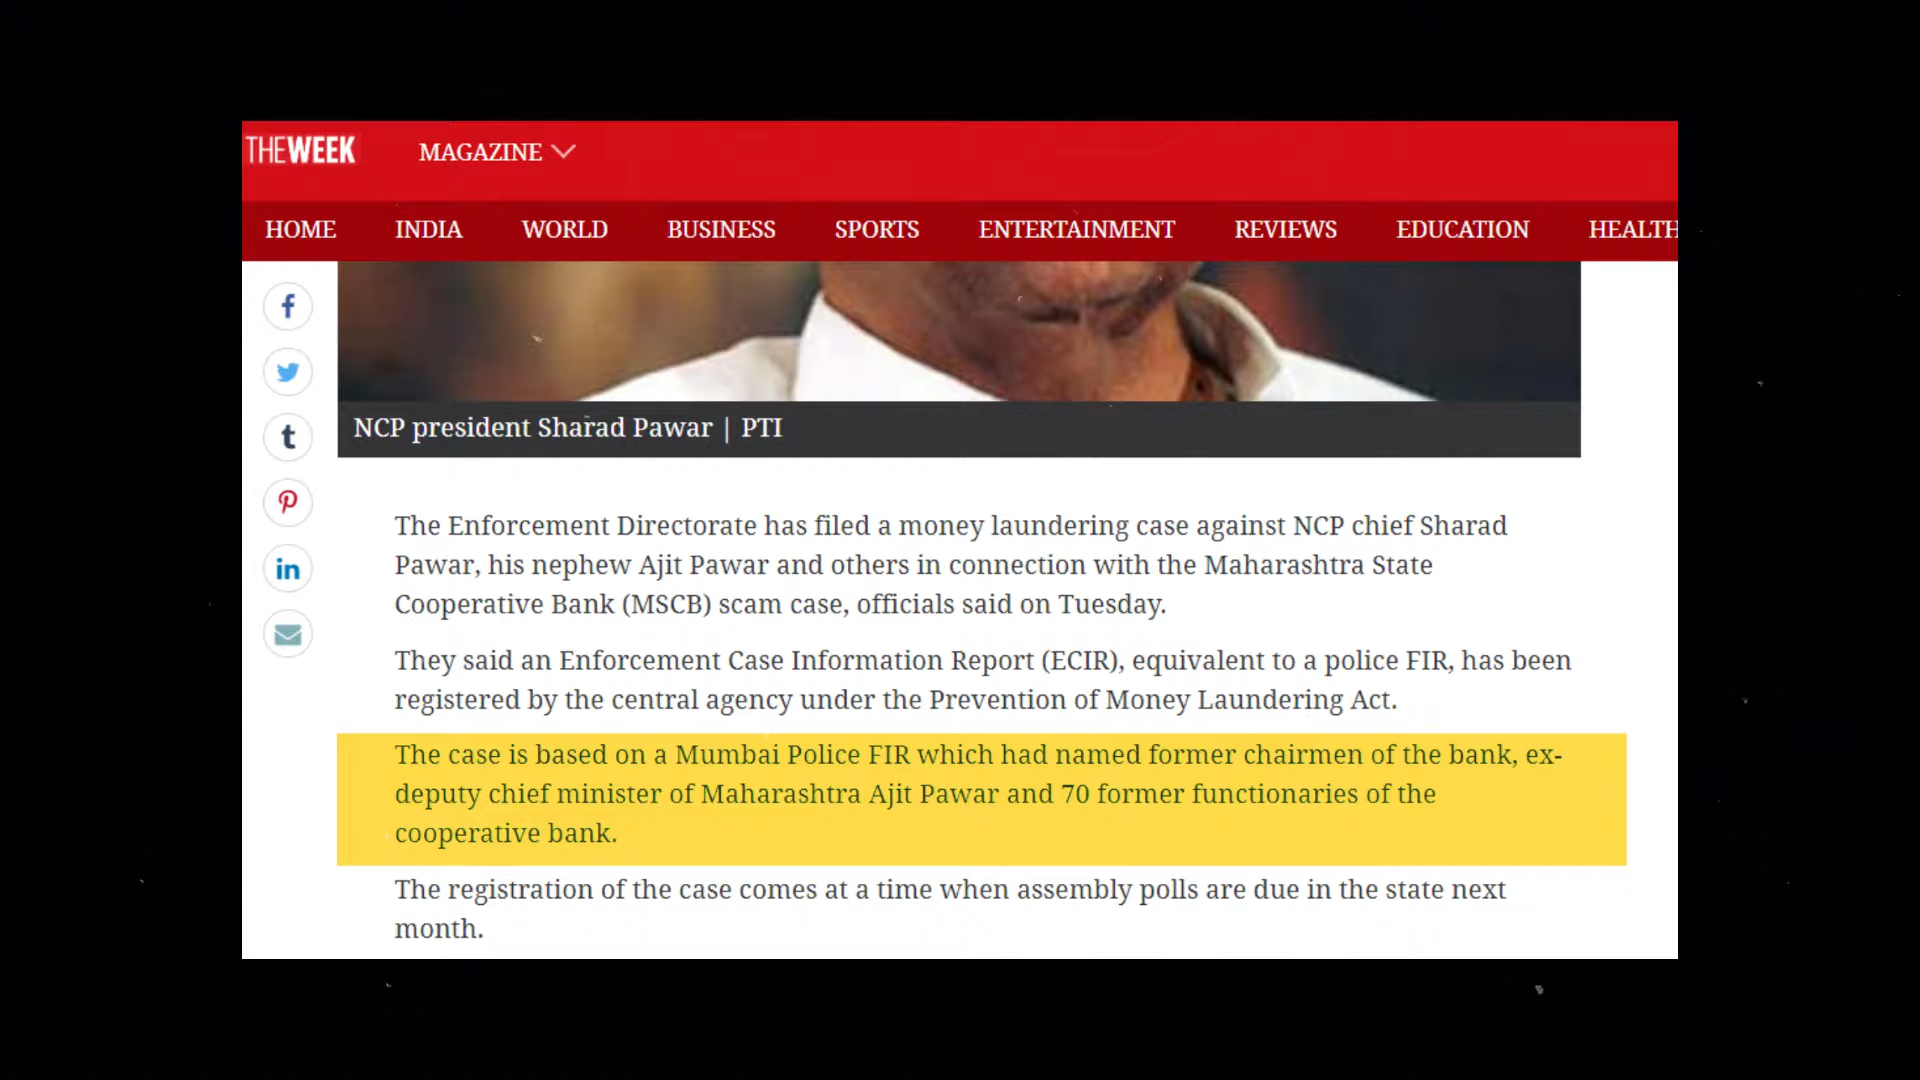 THEWEEK
MAGAZINE
HOME INDIA WORLD BUSINESS SPORTS ENTERTAINMENT REVIEWS EDUCATION HEALTH
NCP president Sharad Pawar | PTI
The Enforcement Directorate has filed a money laundering case against NCP chief Sharad
Pawar, his nephew Ajit Pawar and others in connection with the Maharashtra State
Cooperative Bank (MSCB) scam case, officials said on Tuesday.
They said an Enforcement Case Information Report (ECIR), equivalent to a police FIR, has been
registered by the central agency under the Prevention of Money Laundering Act.
The case is based on a Mumbai Police FIR which had named former chairmen of the bank, ex-
deputy chief minister of Maharashtra Ajit Pawar and 70 former functionaries of the
cooperative bank.
The registration of the case comes at a time when assembly polls are due in the state next
month.